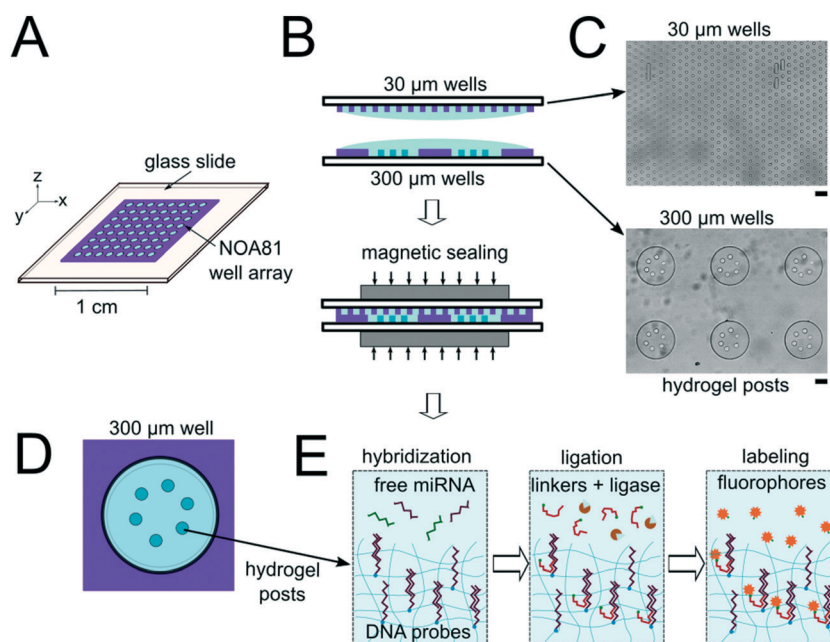 A
glass slide
z
x
y
NOA81
well array
1 cm
B
30 µm wells
300 µm wells
magnetic sealing
C
30 µm wells
300 µm wells
hydrogel posts
D
300 µm well
hydrogel
posts
E
hybridization
free miRNA
DNA probes
ligation
linkers + ligase
labeling
fluorophores